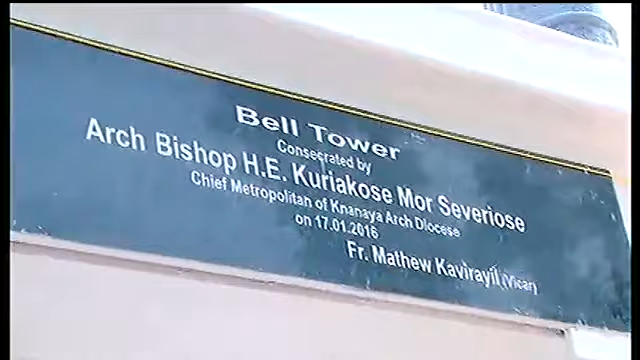 Bell Tower
Consecrated by
Arch Bishop H.E. Kuriakose Mor Severiose
Chief Metropolitan of Knanaya Arch Diocese
on 17.01.2016
Fr. Mathew Kavirayil (Vicar)